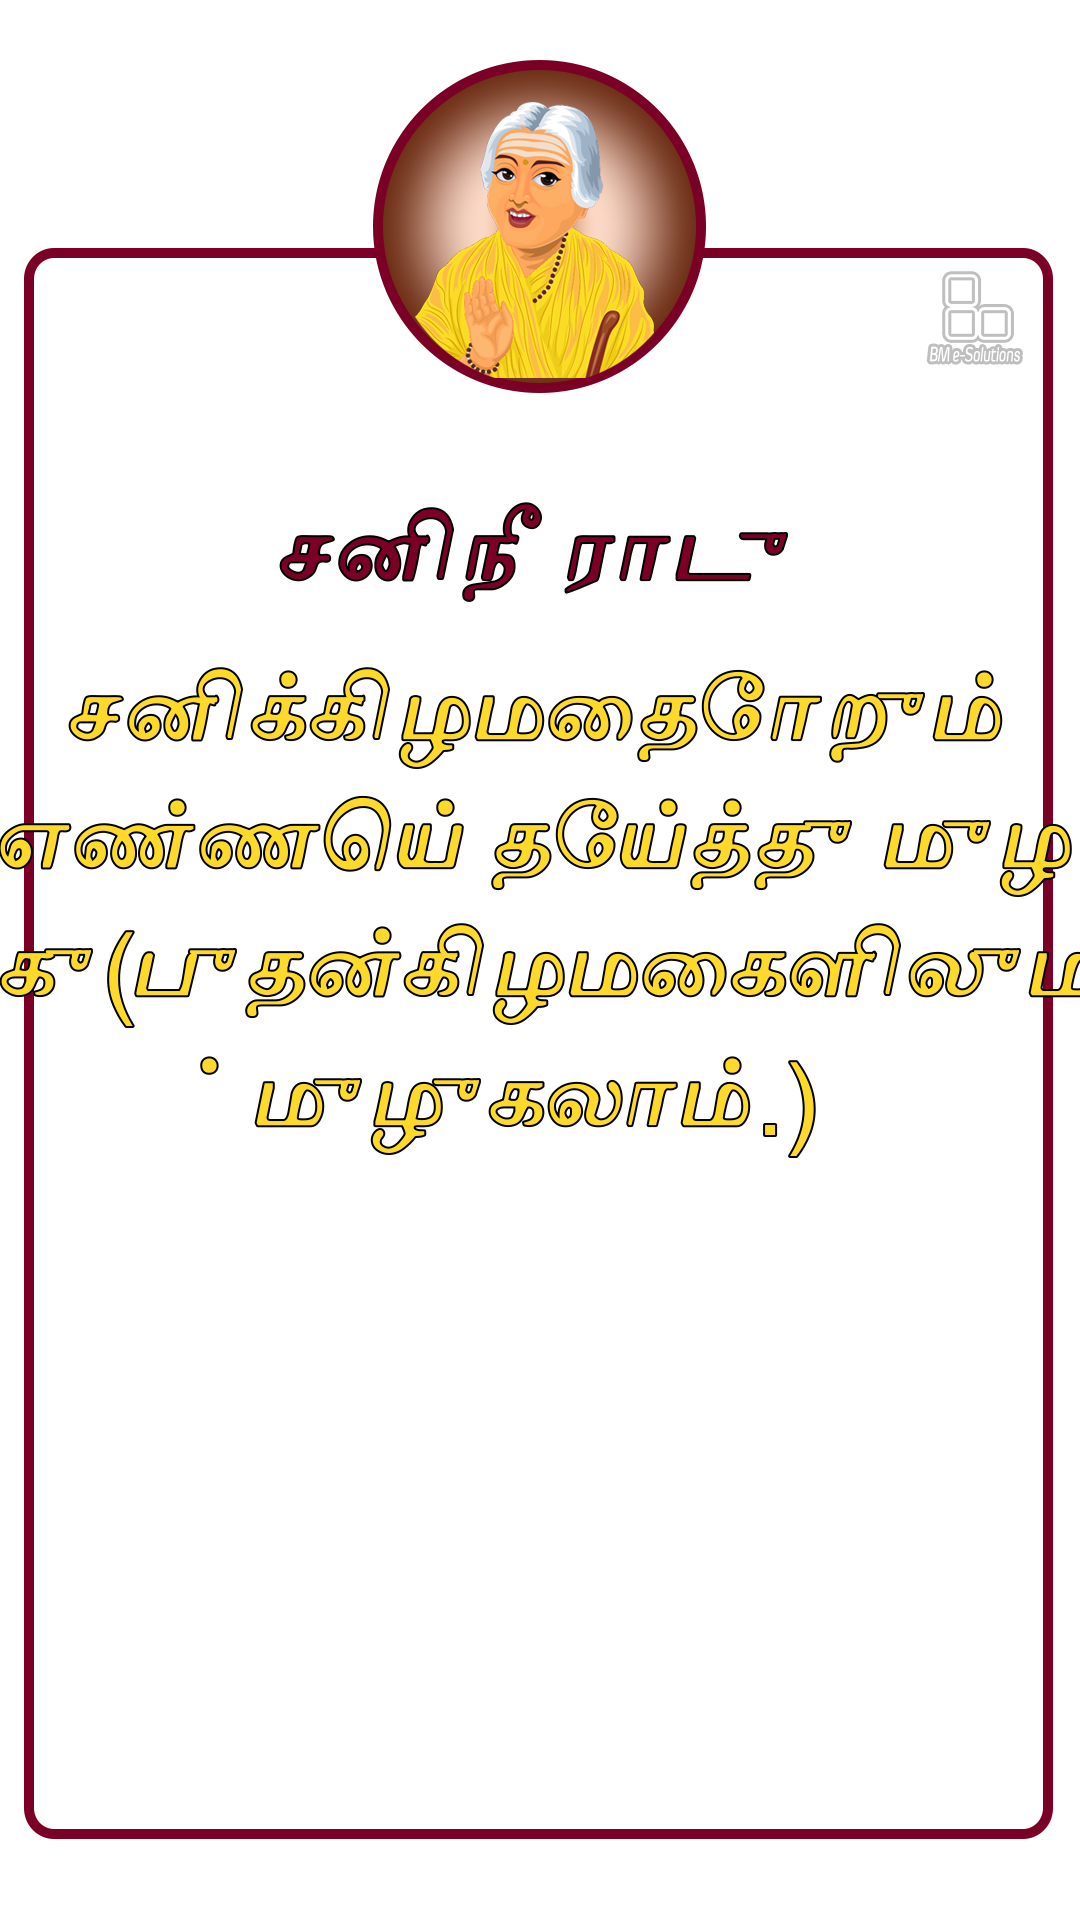 BM e-Solutions
சனிநீ ராடு
சனிக்கிழமைதோறும்
எண்ணெய் தேய்த்து முழ
கு(புதன்கிழமைகளிலும
் முழுகலாம்.)